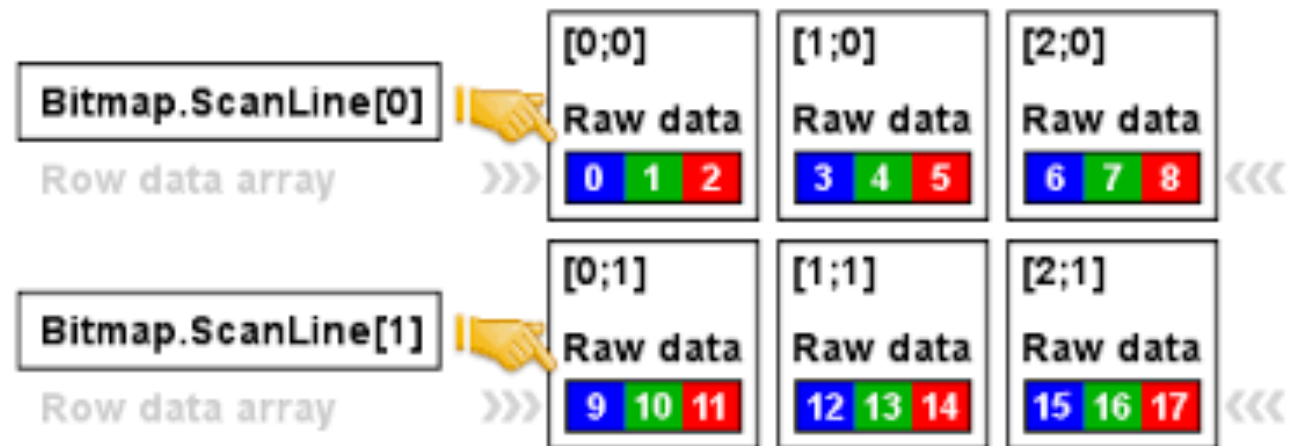 [0;0] [1;0] [2;0]
Bitmap.ScanLine[0]
Raw data Raw data Raw data
Row data array >>> 0 1 2 3 4 5 6 7 8 <<<
[0;1] [1;1] [2;1]
Bitmap.ScanLine[1]
Raw data Raw data Raw data
Row data array >>> 9 10 11 12 13 14 15 16 17 <<<